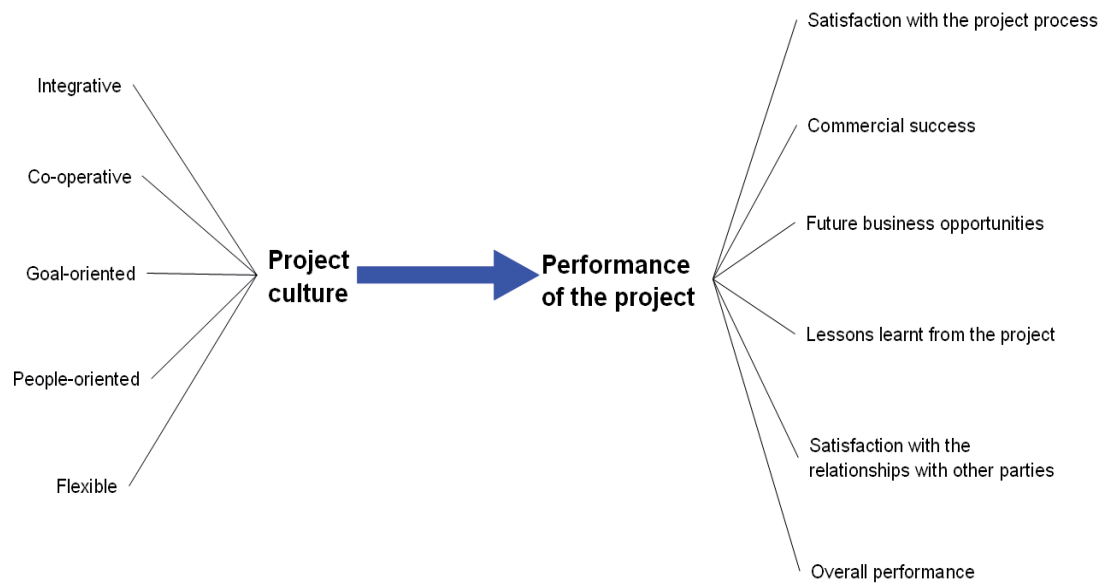 Integrative
Co-operative
Goal-oriented
People-oriented
Flexible
Project
culture
Performance
of the project
Satisfaction with the project process
Commercial success
Future business opportunities
Lessons learnt from the project
Satisfaction with the
relationships with other parties
Overall performance